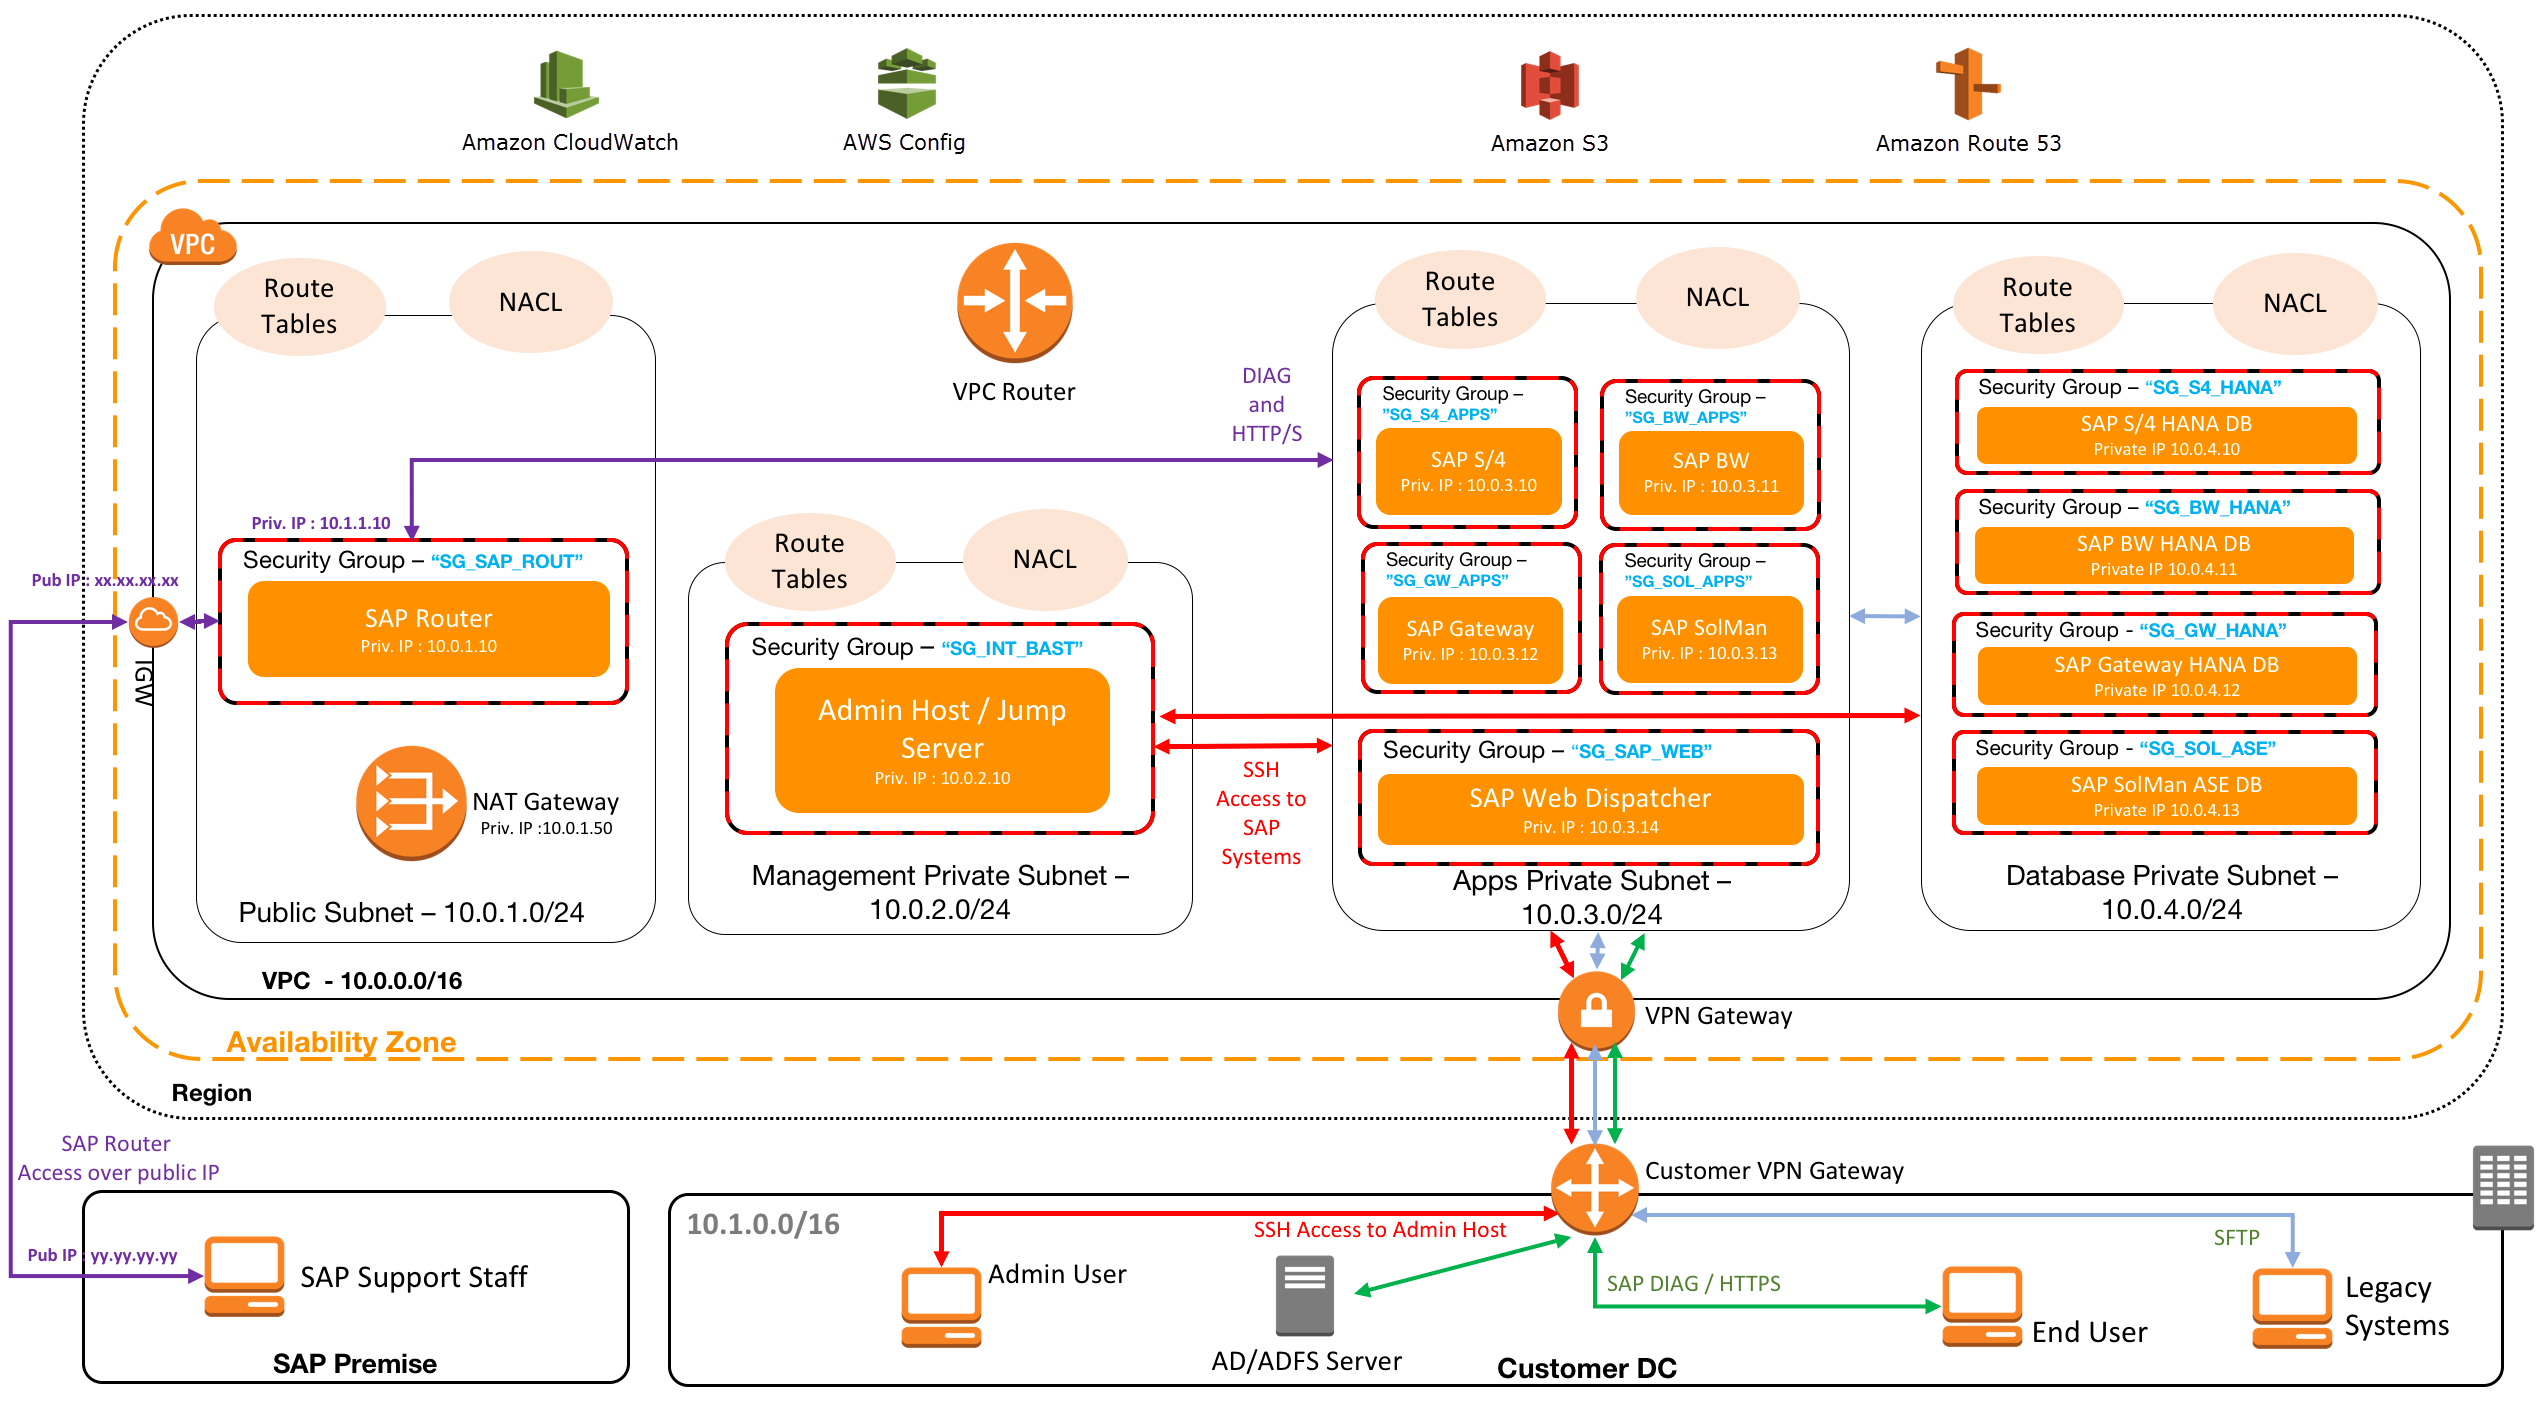 Amazon CloudWatch
AWS Config
Amazon S3
Amazon Route 53
VPC
Route
Tables
NACL
VPC Router
Route
Tables
NACL
Route
Tables
NACL
DIAG
and
HTTP/S
Security Group –
”SG_S4_APPS”
SAP S/4
Priv. IP : 10.0.3.10
Security Group –
”SG_BW_APPS”
SAP BW
Priv. IP : 10.0.3.11
Security Group – “SG_S4_HANA”
SAP S/4 HANA DB
Private IP 10.0.4.10
Security Group – “SG_BW_HANA”
SAP BW HANA DB
Private IP 10.0.4.11
Priv. IP : 10.1.1.10
Security Group – “SG_SAP_ROUT”
SAP Router
Priv. IP : 10.0.1.10
Pub IP : xx.xx.xx.xx
IGW
Route
Tables
NACL
Security Group – “SG_INT_BAST”
Admin Host / Jump
Server
Priv. IP : 10.0.2.10
Security Group –
”SG_GW_APPS”
SAP Gateway
Priv. IP : 10.0.3.12
Security Group –
”SG_SOL_APPS”
SAP SolMan
Priv. IP : 10.0.3.13
Security Group - “SG_GW_HANA”
SAP Gateway HANA DB
Private IP 10.0.4.12
Security Group - “SG_SOL_ASE”
SAP SolMan ASE DB
Private IP 10.0.4.13
NAT Gateway
Priv. IP :10.0.1.50
SSH
Access to
SAP
Systems
Security Group – “SG_SAP_WEB”
SAP Web Dispatcher
Priv. IP : 10.0.3.14
Public Subnet – 10.0.1.0/24
Management Private Subnet –
10.0.2.0/24
Apps Private Subnet –
10.0.3.0/24
Database Private Subnet –
10.0.4.0/24
VPC - 10.0.0.0/16
VPN Gateway
Availability Zone
Region
SAP Router
Access over public IP
Customer VPN Gateway
Pub IP : yy.yy.yy.yy
SAP Support Staff
SAP Premise
10.1.0.0/16
SSH Access to Admin Host
Admin User
AD/ADFS Server
SAP DIAG / HTTPS
End User
SFTP
Legacy
Systems
Customer DC